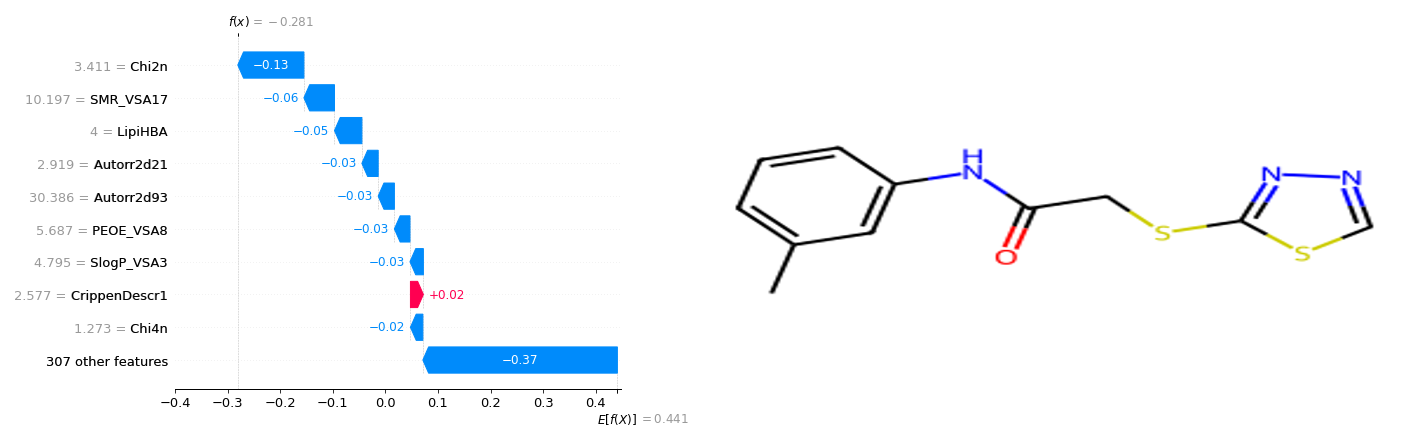 f(x) = −0.281
3.411 = Chi2n
−0.13
10.197 = SMR_VSA17
−0.06
4 = LipiHBA
−0.05
2.919 = Autorr2d21
−0.03
30.386 = Autorr2d93
−0.03
5.687 = PEOE_VSA8
−0.03
4.795 = SlogP_VSA3
−0.03
2.577 = CrippenDescr1
+0.02
1.273 = Chi4n
−0.02
307 other features
−0.37
−0.4 −0.3 −0.2 −0.1 0.0 0.1 0.2 0.3 0.4
E[f(X)] = 0.441
H
N
O
S
N
N
S